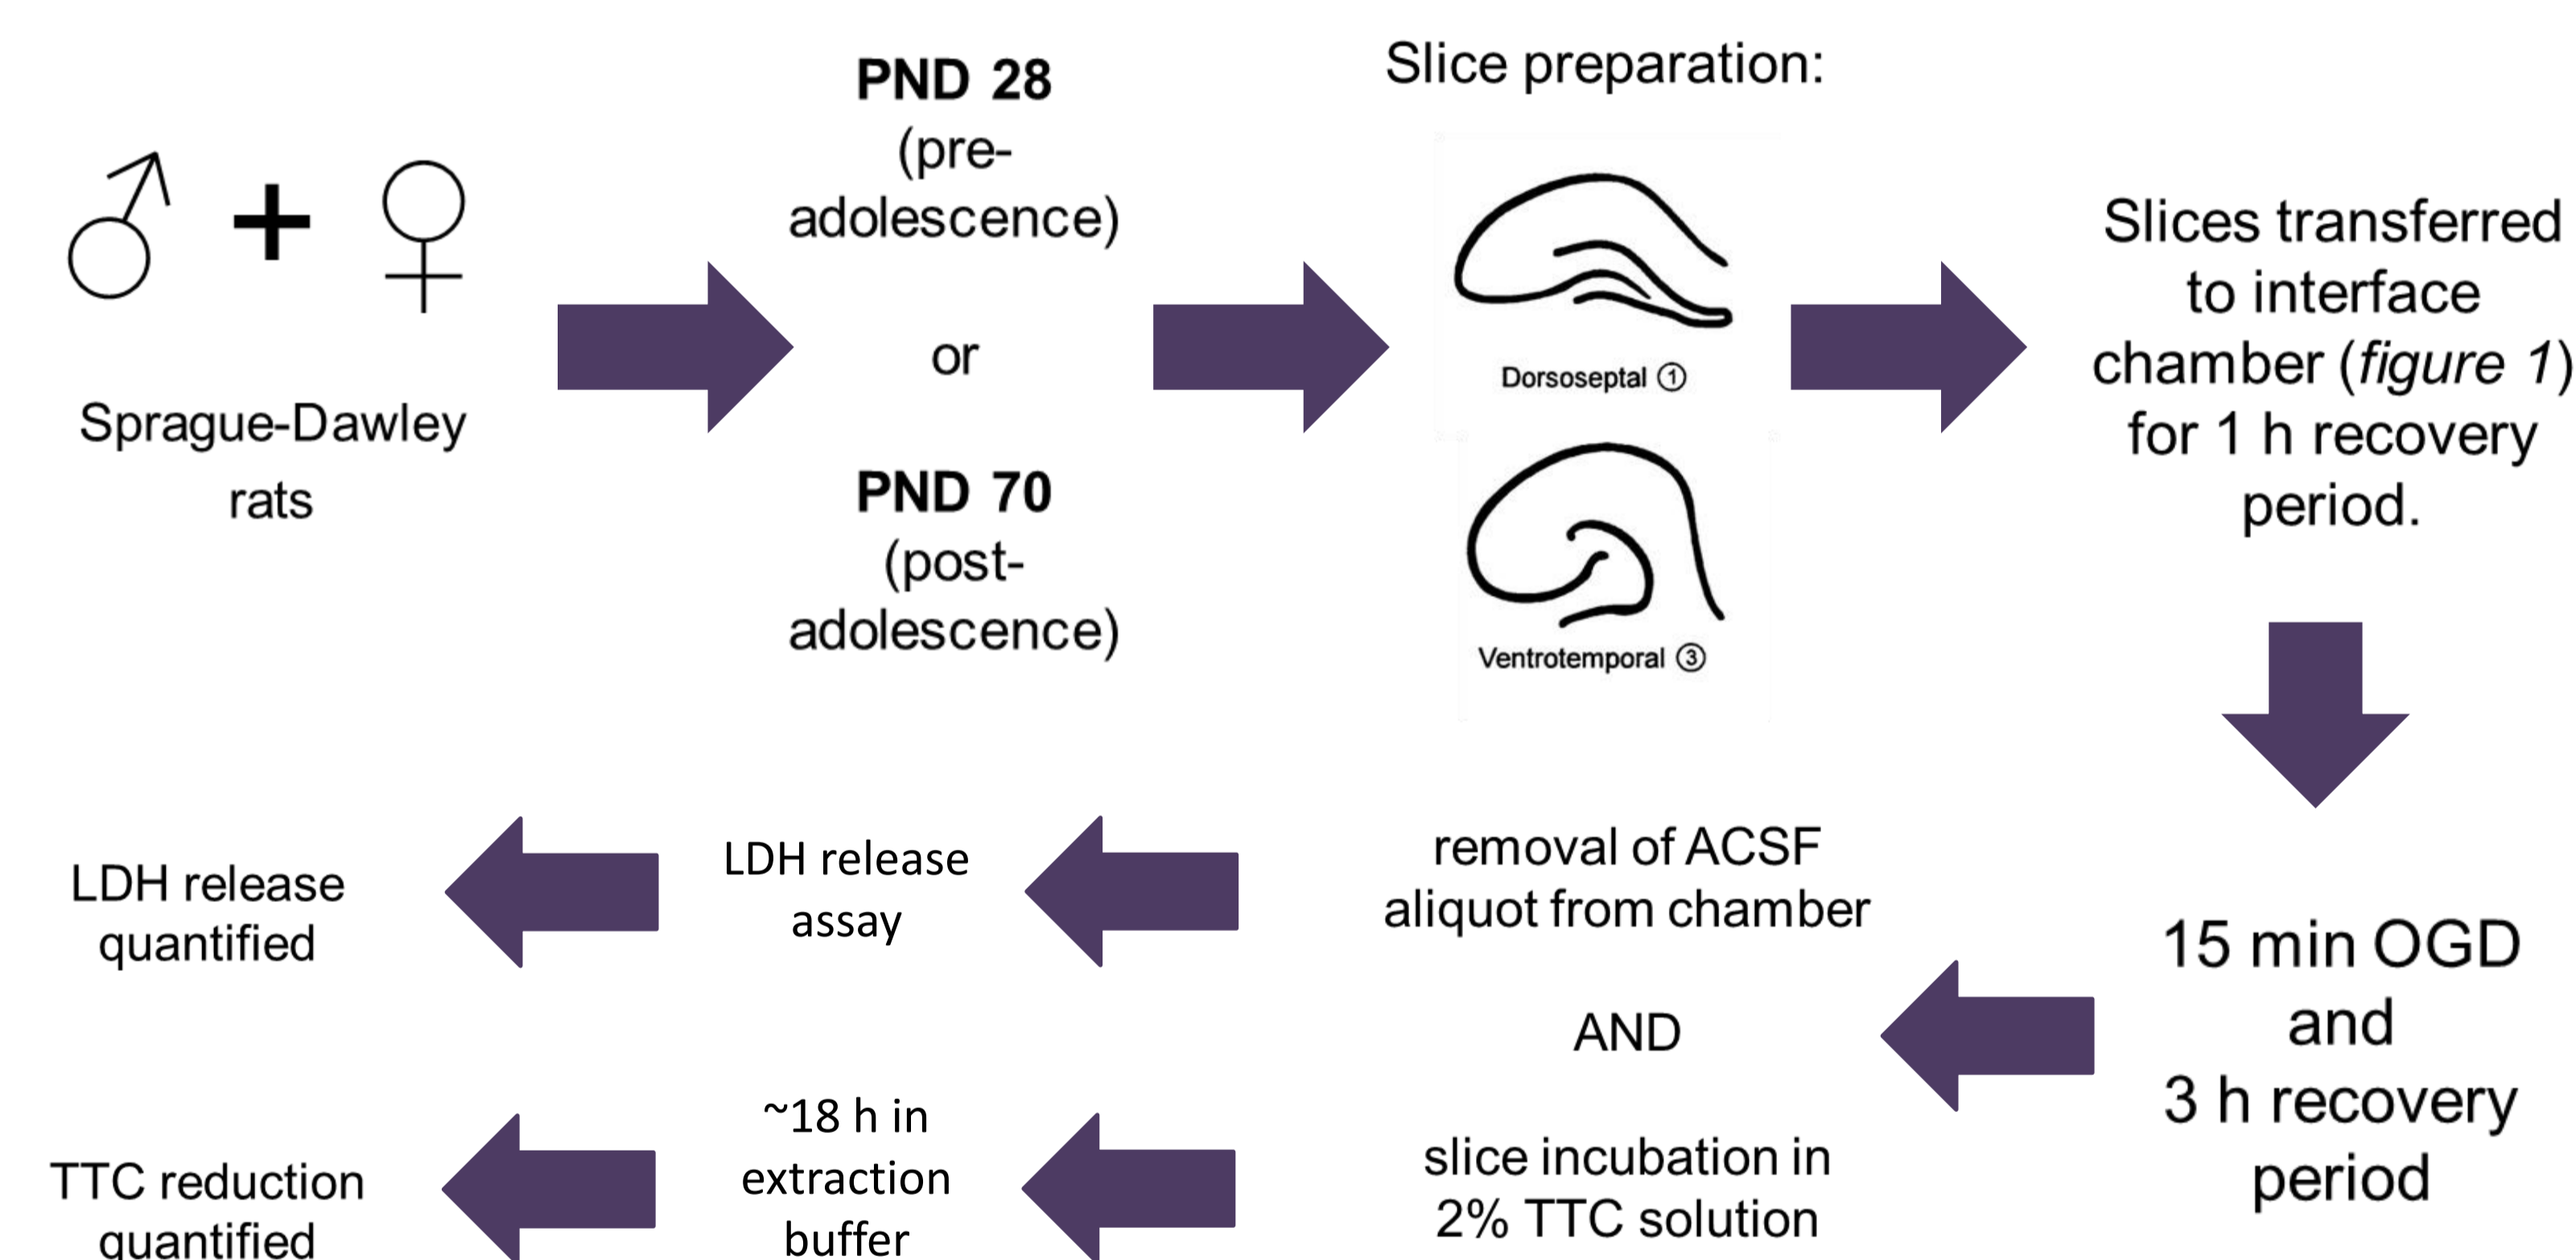 Sprague-Dawley
rats
PND 28
(pre-
adolescence)
or
PND 70
(post-
adolescence)
Slice preparation:
Dorsoseptal ①
Ventrotemporal ③
Slices transferred
to interface
chamber (figure 1)
for 1 h recovery
period.
15 min OGD
and
3 h recovery
period
removal of ACSF
aliquot from chamber
AND
slice incubation in
2% TTC solution
LDH release
assay
LDH release
quantified
~18 h in
extraction
buffer
TTC reduction
quantified